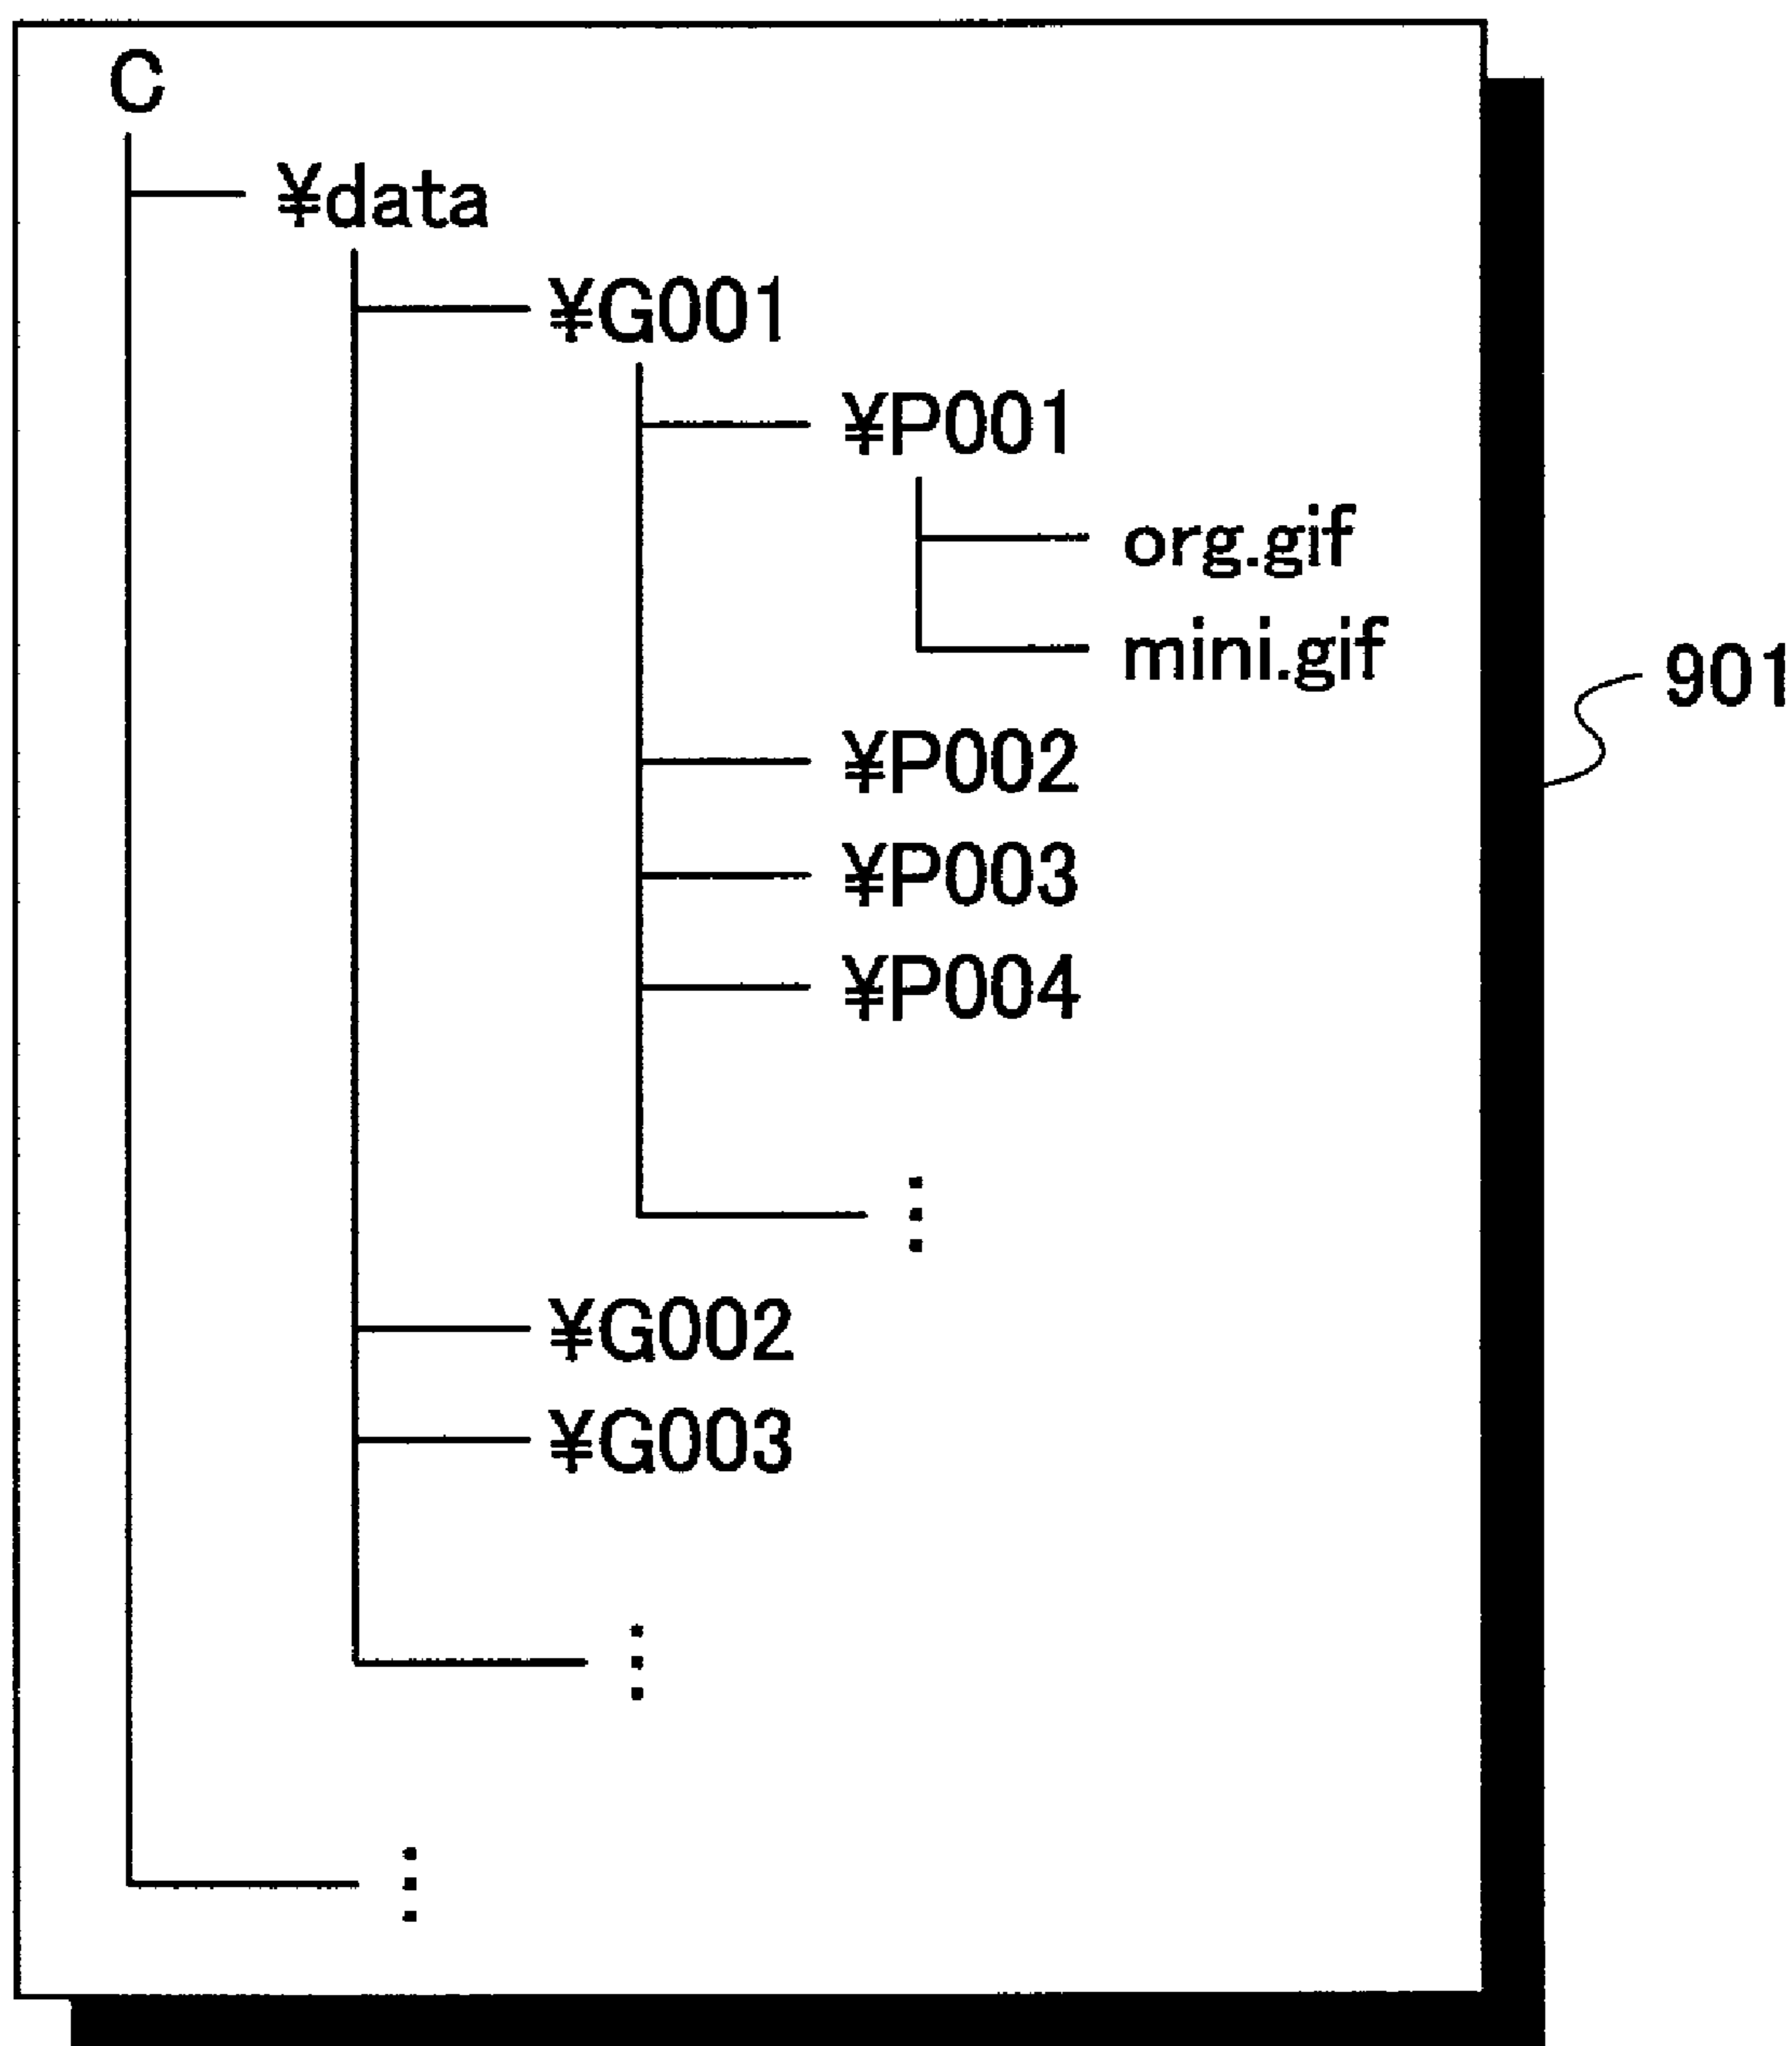 C
¥data
¥G001
¥P001
org.gif
mini.gif
901
¥P002
¥P003
¥P004
⋮
¥G002
¥G003
⋮
⋮